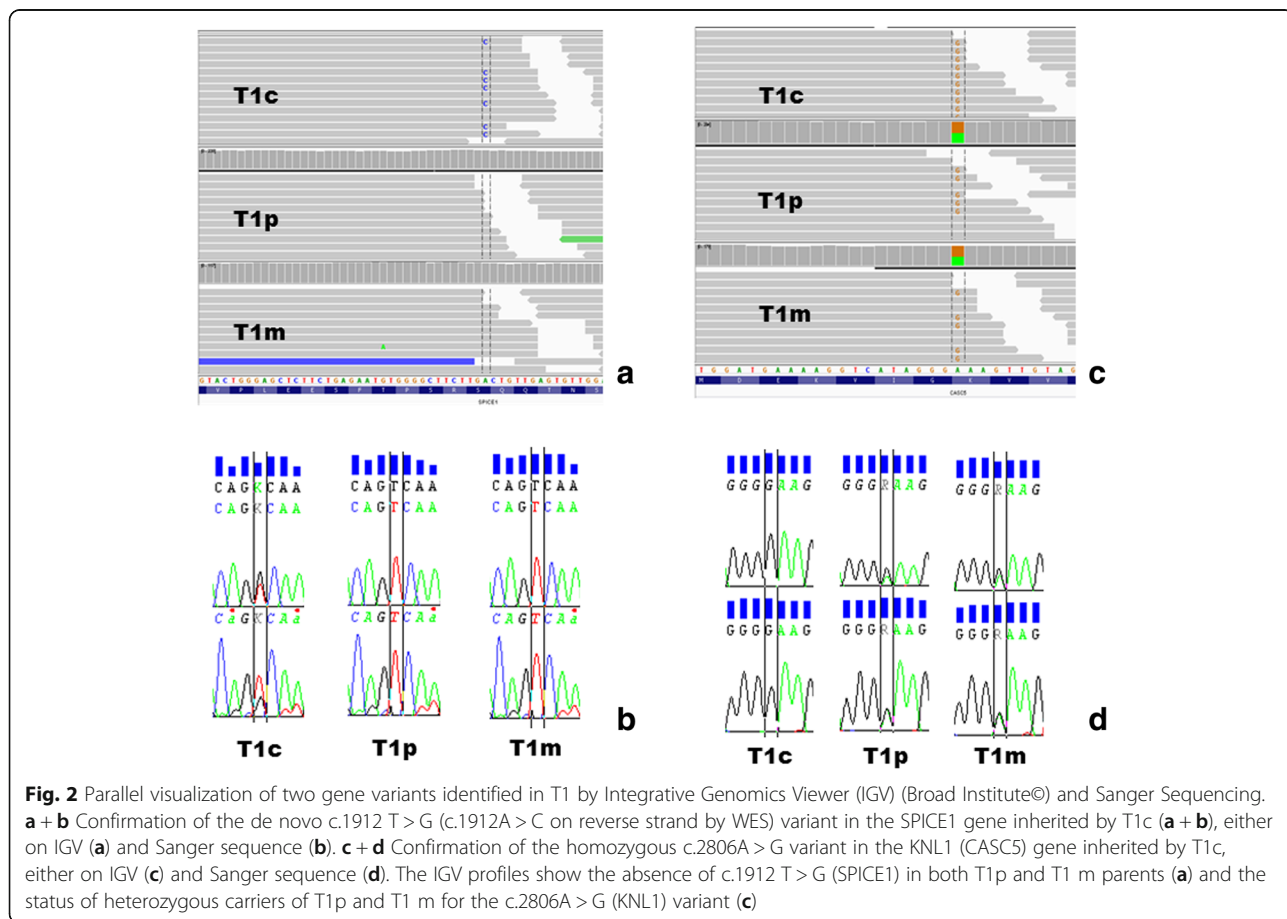 T1c
C
C
C
C
C
C
C
T1p
T1m
A
GTACTGGGAGCTCTTCTGAGAATGTGGGGCTTCTTGACTGTTGAGTGTTGG
V P L E E S P T P S R S Q Q T N S
SPICE1
a
T1c
G
G
G
G
G
G
G
G
G
T1p
G
G
G
G
G
T1m
G
G
G
G
G
TGGATGAAAAGGTCATAGGGAAAGTTGTAG
M D E K V I G K V V
CASC5
c
CAGKCAA CAGTCAA CAGTCAA
CAGKCAA CAGTCAA CAGTCAA
CaGKCAa CAGTCAa CAGTCAa
T1c T1p T1m
b
GGGGAAG GGGRAAG GGGRAAG
GGGGAAG GGGRAAG GGGRAAG
T1c T1p T1m
d
Fig. 2 Parallel visualization of two gene variants identified in T1 by Integrative Genomics Viewer (IGV) (Broad Institute©) and Sanger Sequencing.
a + b Confirmation of the de novo c.1912 T > G (c.1912A > C on reverse strand by WES) variant in the SPICE1 gene inherited by T1c (a + b), either
on IGV (a) and Sanger sequence (b). c + d Confirmation of the homozygous c.2806A > G variant in the KNL1 (CASC5) gene inherited by T1c,
either on IGV (c) and Sanger sequence (d). The IGV profiles show the absence of c.1912 T > G (SPICE1) in both T1p and T1 m parents (a) and the
status of heterozygous carriers of T1p and T1 m for the c.2806A > G (KNL1) variant (c)